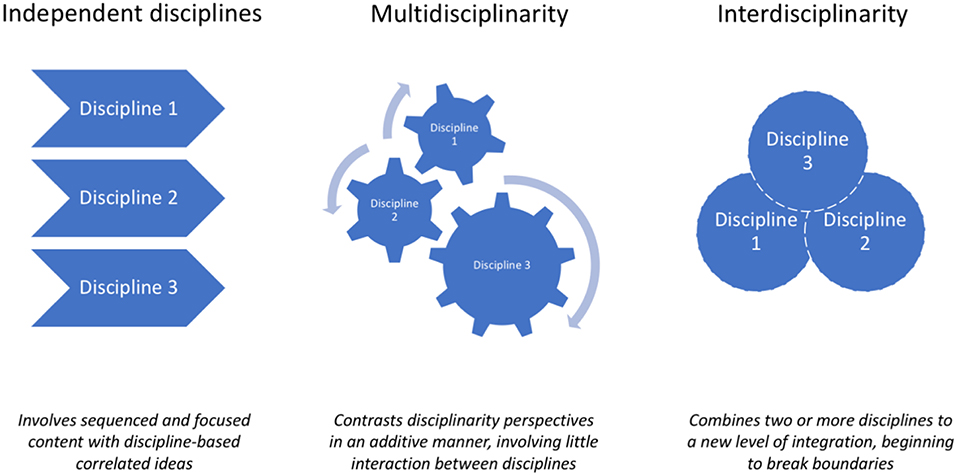 Independent disciplines
Discipline 1
Discipline 2
Discipline 3
Involves sequenced and focused
content with discipline-based
correlated ideas
Multidisciplinarity
Discipline
1
Discipline
2
Discipline 3
Contrasts disciplinarity perspectives
in an additive manner, involving little
interaction between disciplines
Interdisciplinarity
Discipline
3
Discipline
1
Discipline
2
Combines two or more disciplines to
a new level of integration, beginning
to break boundaries